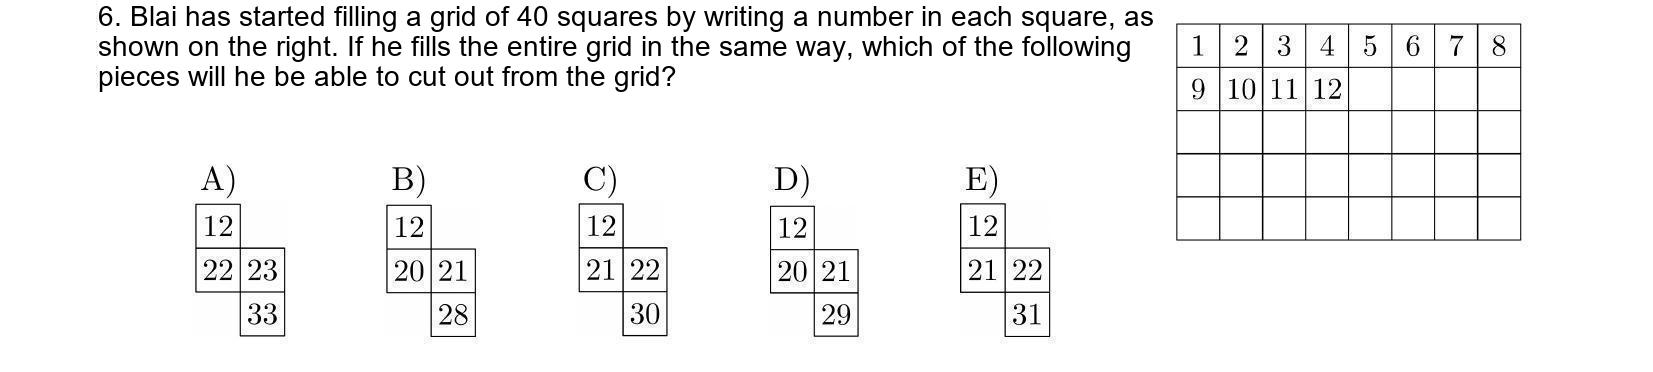 6. Blai has started filling a grid of 40 squares by writing a number in each square, as
shown on the right. If he fills the entire grid in the same way, which of the following
pieces will he be able to cut out from the grid?
1 2 3 4 5 6 7 8
9 10 11 12
A) B) C) D) E)
12 12 12 12 12
22 23 20 21 21 22 20 21 21 22
33 28 30 29 31